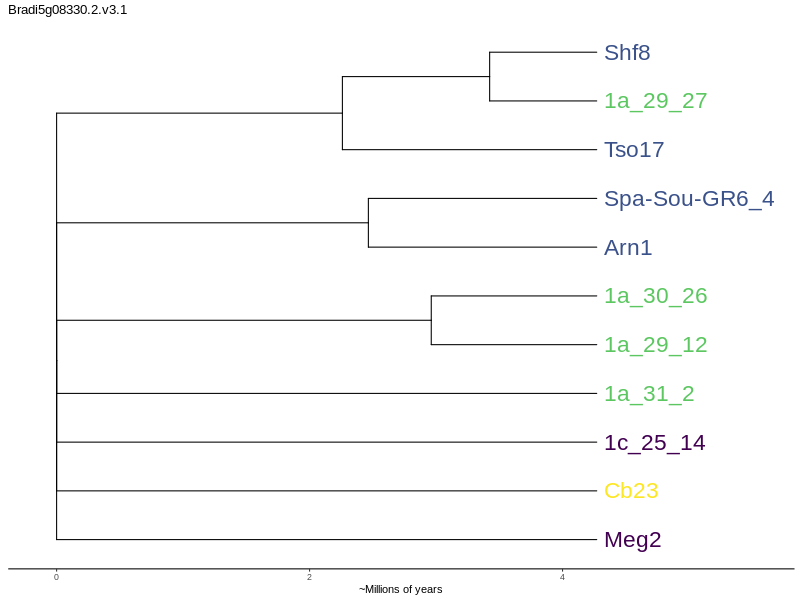 Bradi5g08330.2.v3.1
Shf8
1a_29_27
Tso17
Spa-Sou-GR6_4
Arn1
1a_30_26
1a_29_12
1a_31_2
1c_25_14
Cb23
Meg2
0 2 4
~Millions of years